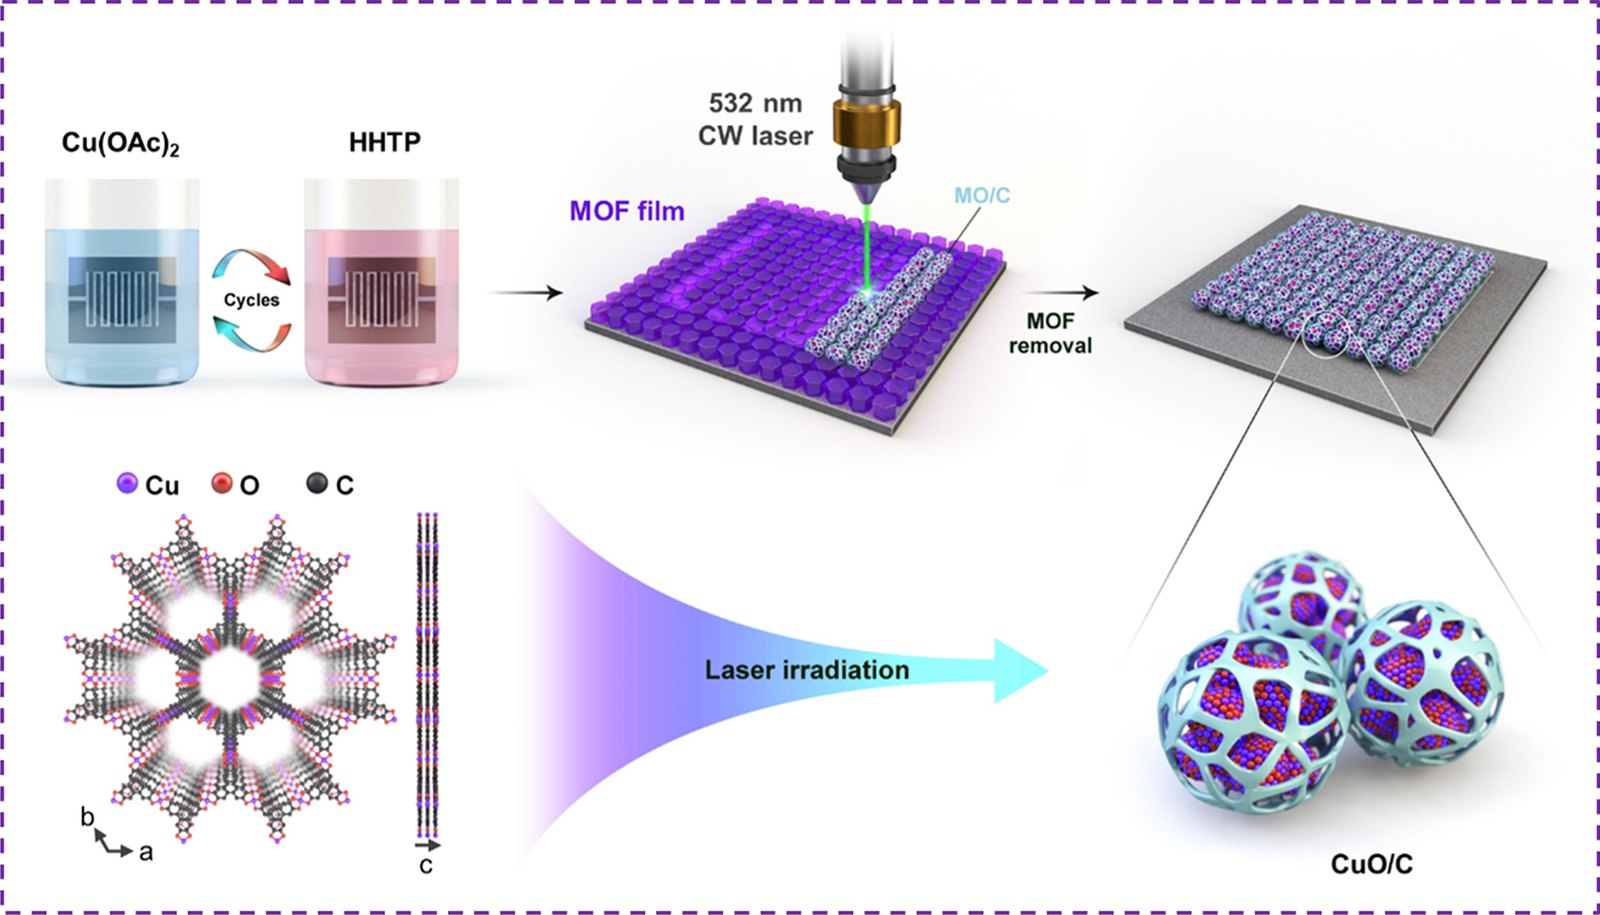 Cu(OAc)₂
HHTP
Cycles
532 nm
CW laser
MOF film
MO/C
MOF
removal
Cu
O
C
b
a
c
Laser irradiation
CuO/C